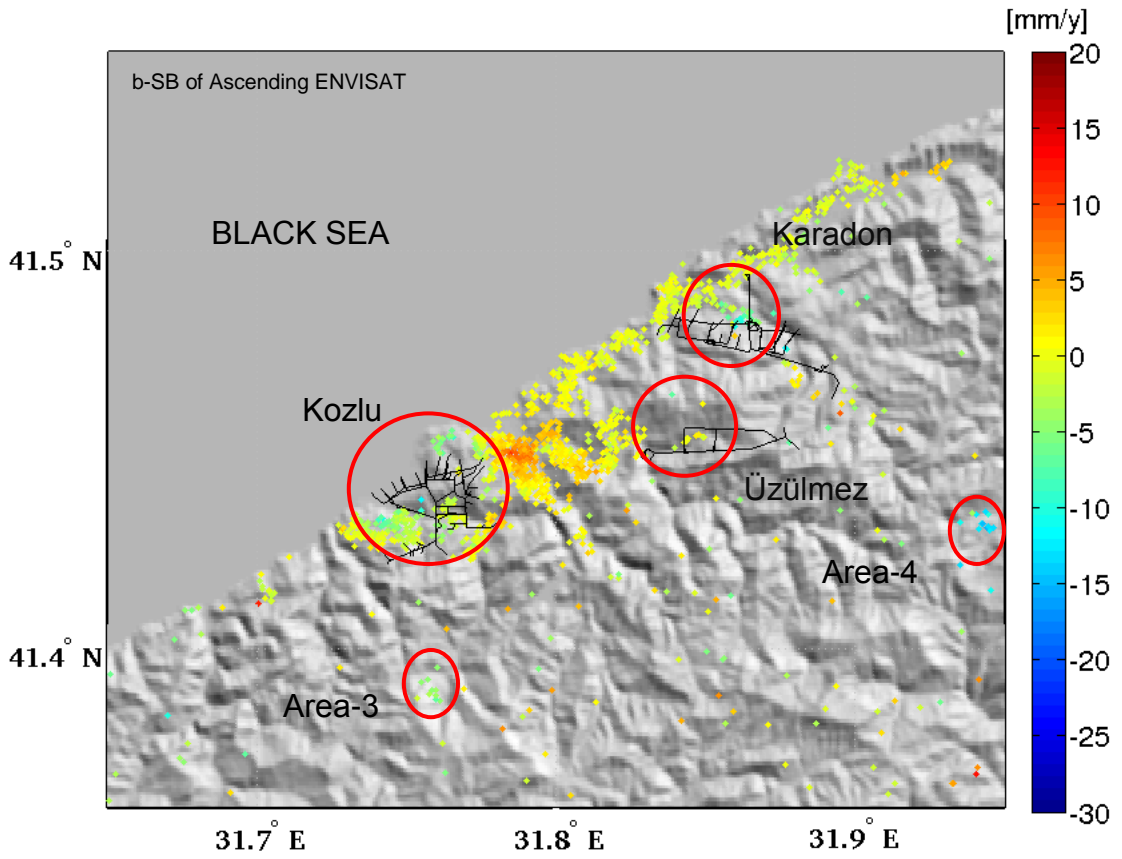 [mm/y]
b-SB of Ascending ENVISAT
20
15
10
5
0
-5
-10
-15
-20
-25
-30
BLACK SEA
Karadon
41.5° N
Kozlu
Üzülmez
Area-4
41.4° N
Area-3
31.7° E
31.8° E
31.9° E